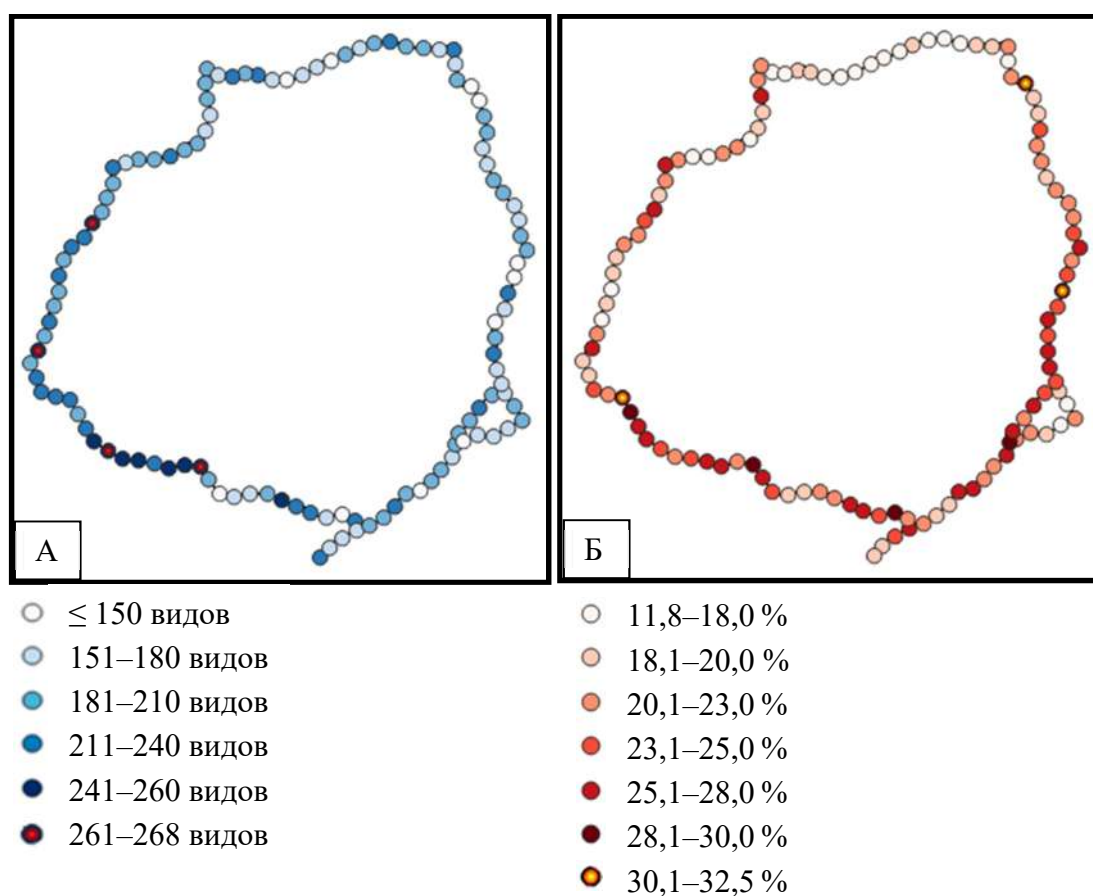 А
Б
≤ 150 видов
151–180 видов
181–210 видов
211–240 видов
241–260 видов
261–268 видов
11,8–18,0 %
18,1–20,0 %
20,1–23,0 %
23,1–25,0 %
25,1–28,0 %
28,1–30,0 %
30,1–32,5 %